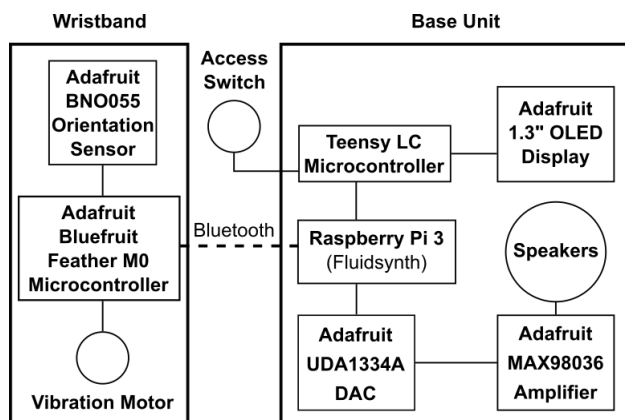 Wristband
Base Unit
Adafruit
BNO055
Orientation
Sensor
Access
Switch
Teensy LC
Microcontroller
Adafruit
1.3" OLED
Display
Adafruit
Bluefruit
Feather M0
Microcontroller
Bluetooth
Raspberry Pi 3
(Fluidsynth)
Speakers
Vibration Motor
Adafruit
UDA1334A
DAC
Adafruit
MAX98036
Amplifier